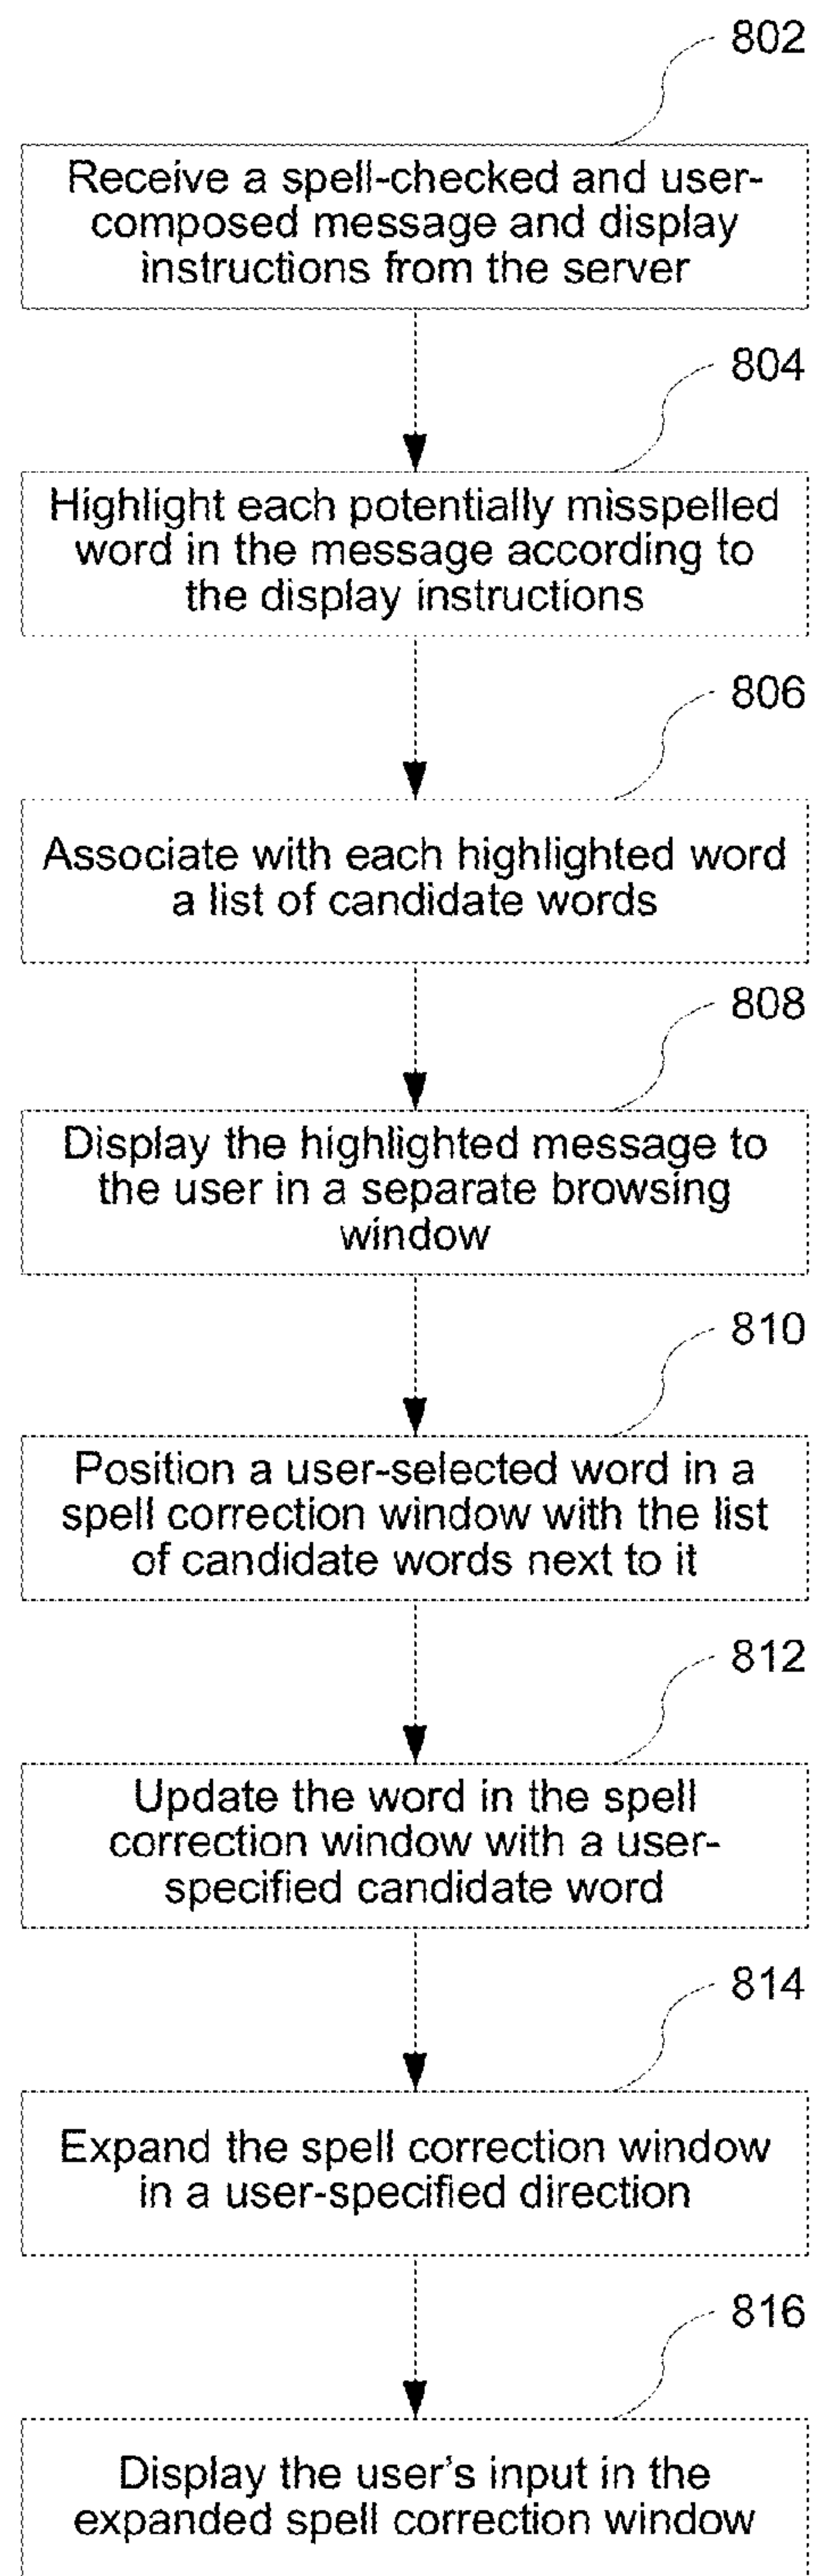 802
Receive a spell-checked and user-
composed message and display
instructions from the server
804
Highlight each potentially misspelled
word in the message according to
the display instructions
806
Associate with each highlighted word
a list of candidate words
808
Display the highlighted message to
the user in a separate browsing
window
810
Position a user-selected word in a
spell correction window with the list
of candidate words next to it
812
Update the word in the spell
correction window with a user-
specified candidate word
814
Expand the spell correction window
in a user-specified direction
816
Display the user's input in the
expanded spell correction window